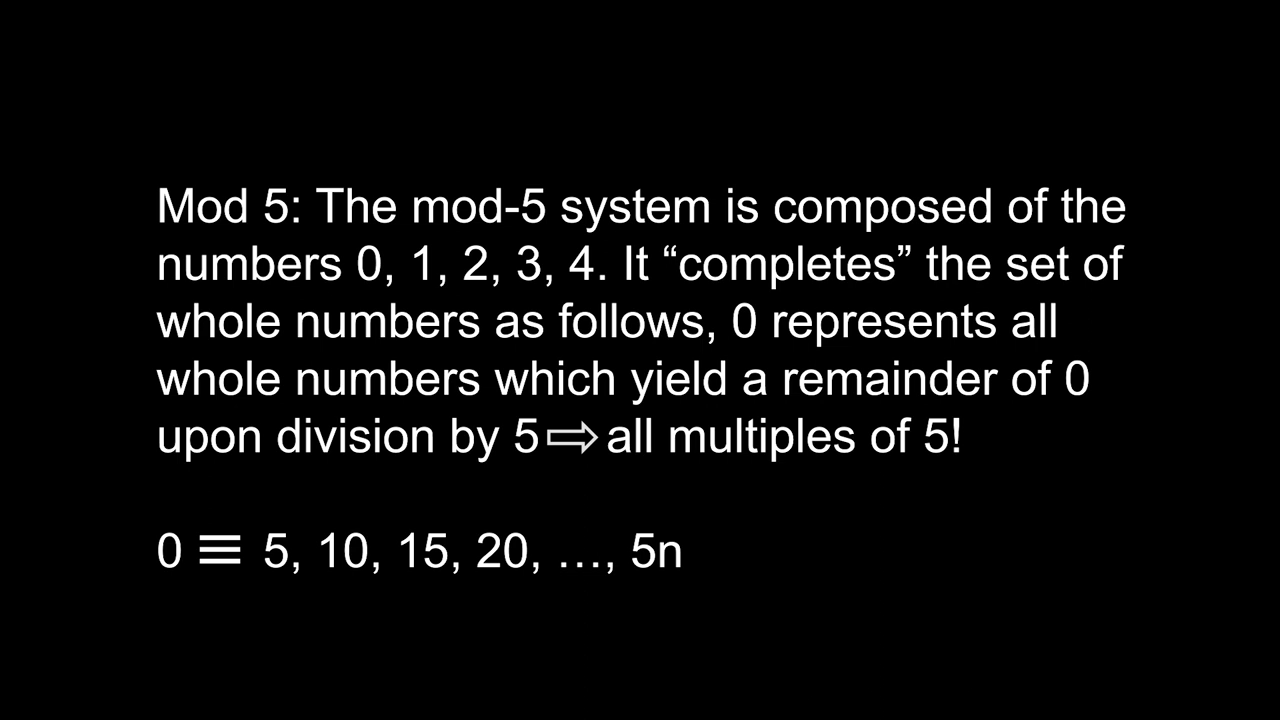 Mod 5: The mod-5 system is composed of the
numbers 0, 1, 2, 3, 4. It “completes” the set of
whole numbers as follows, 0 represents all
whole numbers which yield a remainder of 0
upon division by 5 ⇨ all multiples of 5!
0 ≡ 5, 10, 15, 20, …, 5n